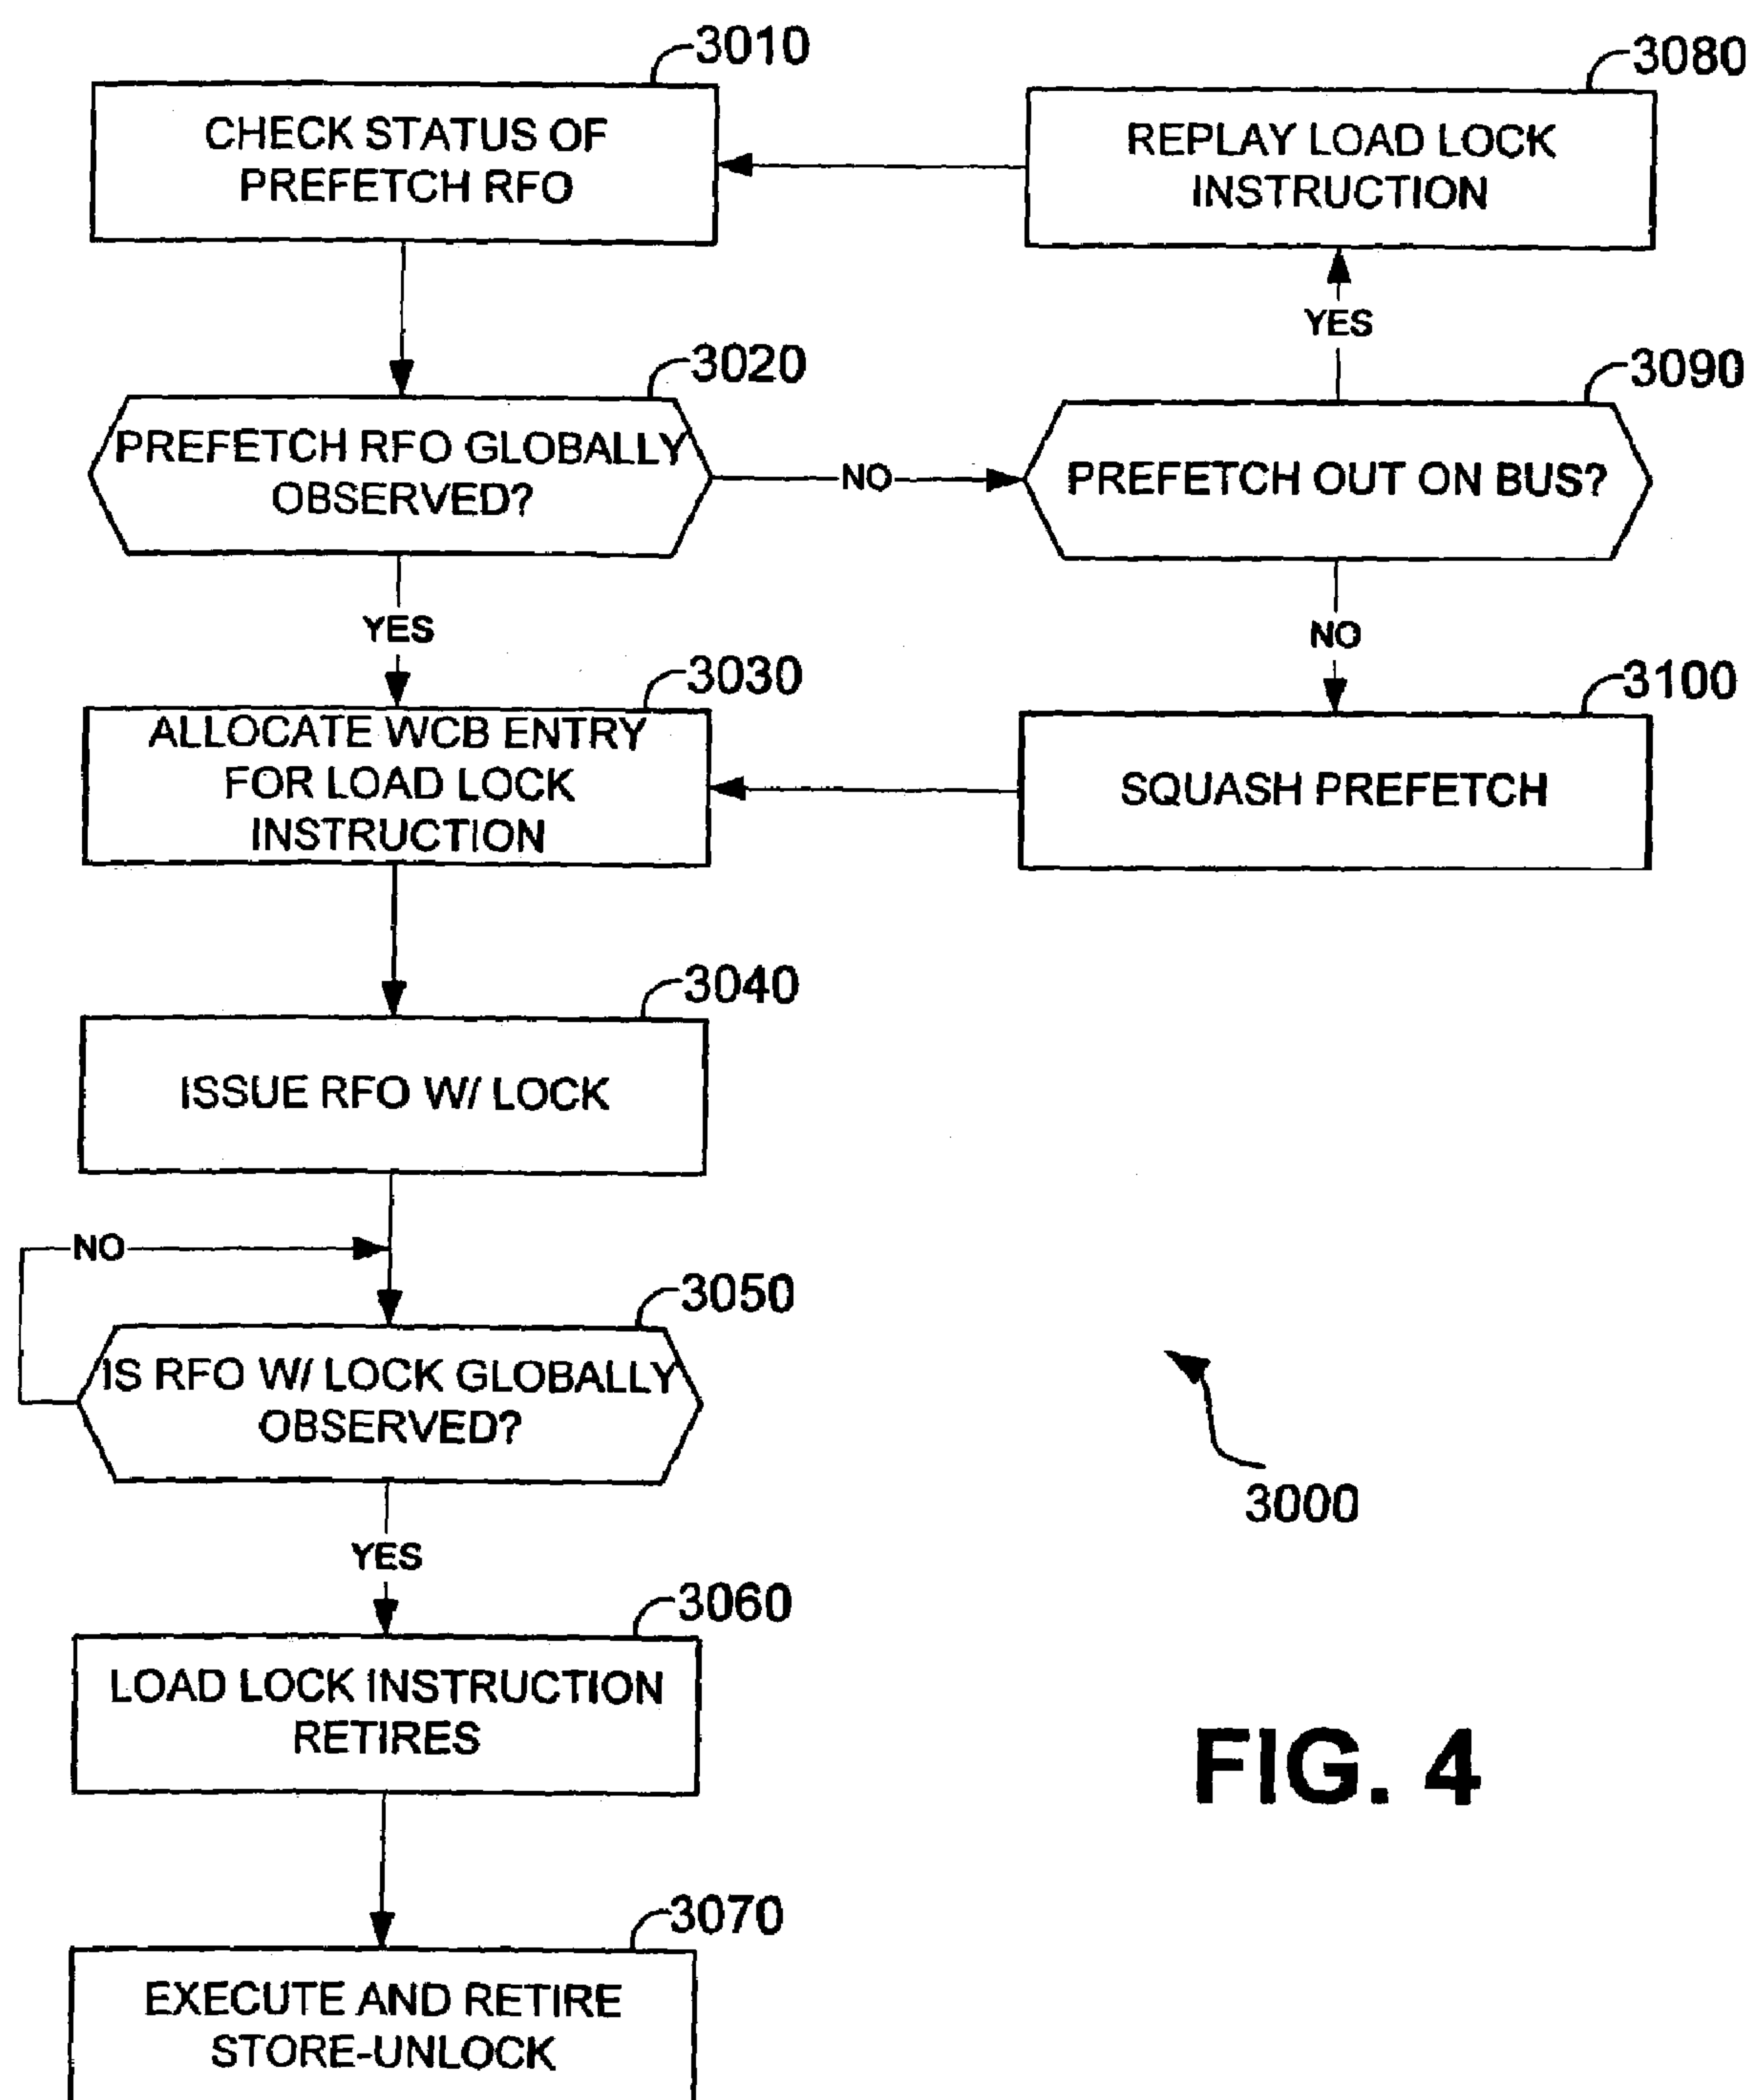 3010
CHECK STATUS OF
PREFETCH RFO
3080
REPLAY LOAD LOCK
INSTRUCTION
YES
3020
PREFETCH RFO GLOBALLY
OBSERVED?
NO
3090
PREFETCH OUT ON BUS?
YES
NO
3030
ALLOCATE WCB ENTRY
FOR LOAD LOCK
INSTRUCTION
3100
SQUASH PREFETCH
3040
ISSUE RFO W/ LOCK
NO
3050
IS RFO W/ LOCK GLOBALLY
OBSERVED?
3000
YES
3060
LOAD LOCK INSTRUCTION
RETIRES
FIG. 4
3070
EXECUTE AND RETIRE
STORE-UNLOCK